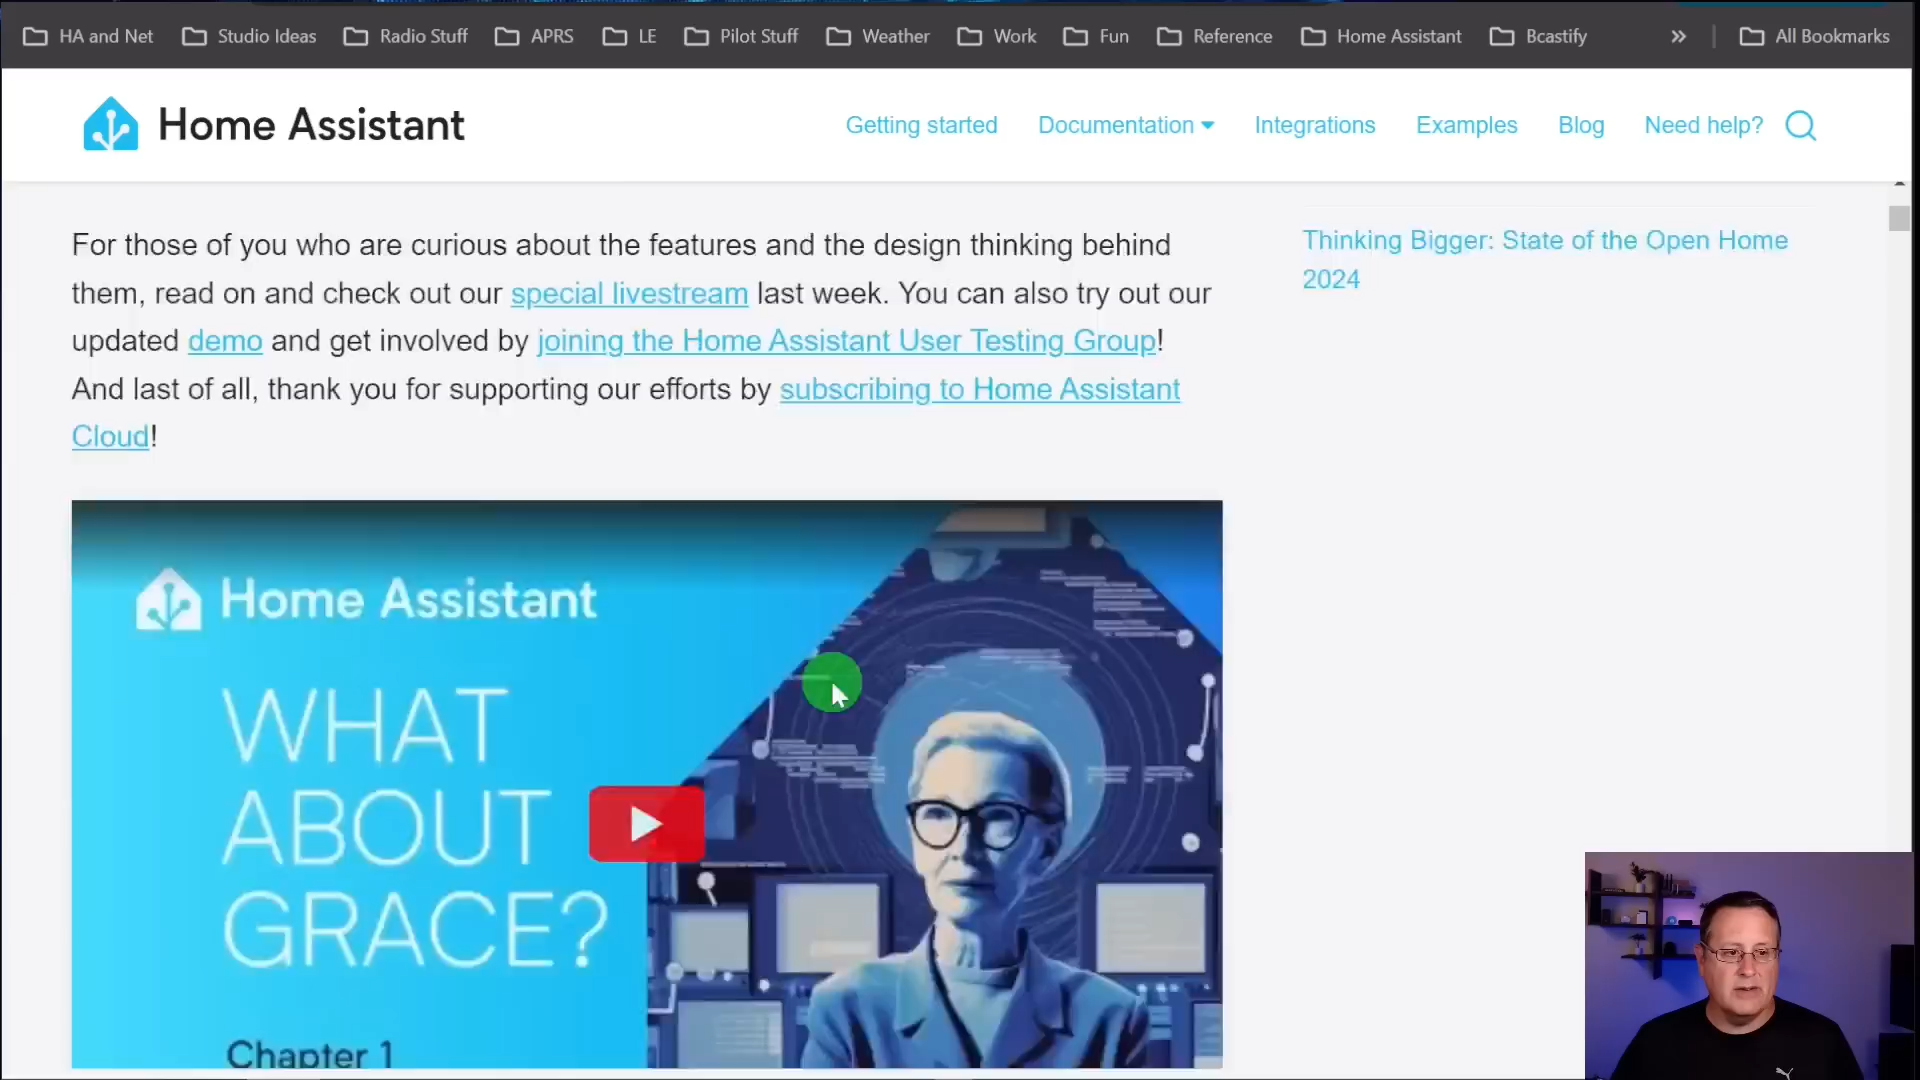 HA and Net Studio Ideas Radio Stuff APRS LE Pilot Stuff Weather Work Fun Reference Home Assistant Bcastify » All Bookmarks
Home Assistant
Getting started Documentation Integrations Examples Blog Need help?
For those of you who are curious about the features and the design thinking behind
them, read on and check out our special livestream last week. You can also try out our
updated demo and get involved by joining the Home Assistant User Testing Group!
And last of all, thank you for supporting our efforts by subscribing to Home Assistant
Cloud!
Thinking Bigger: State of the Open Home
2024
Home Assistant
WHAT
ABOUT
GRACE?
Chapter 1